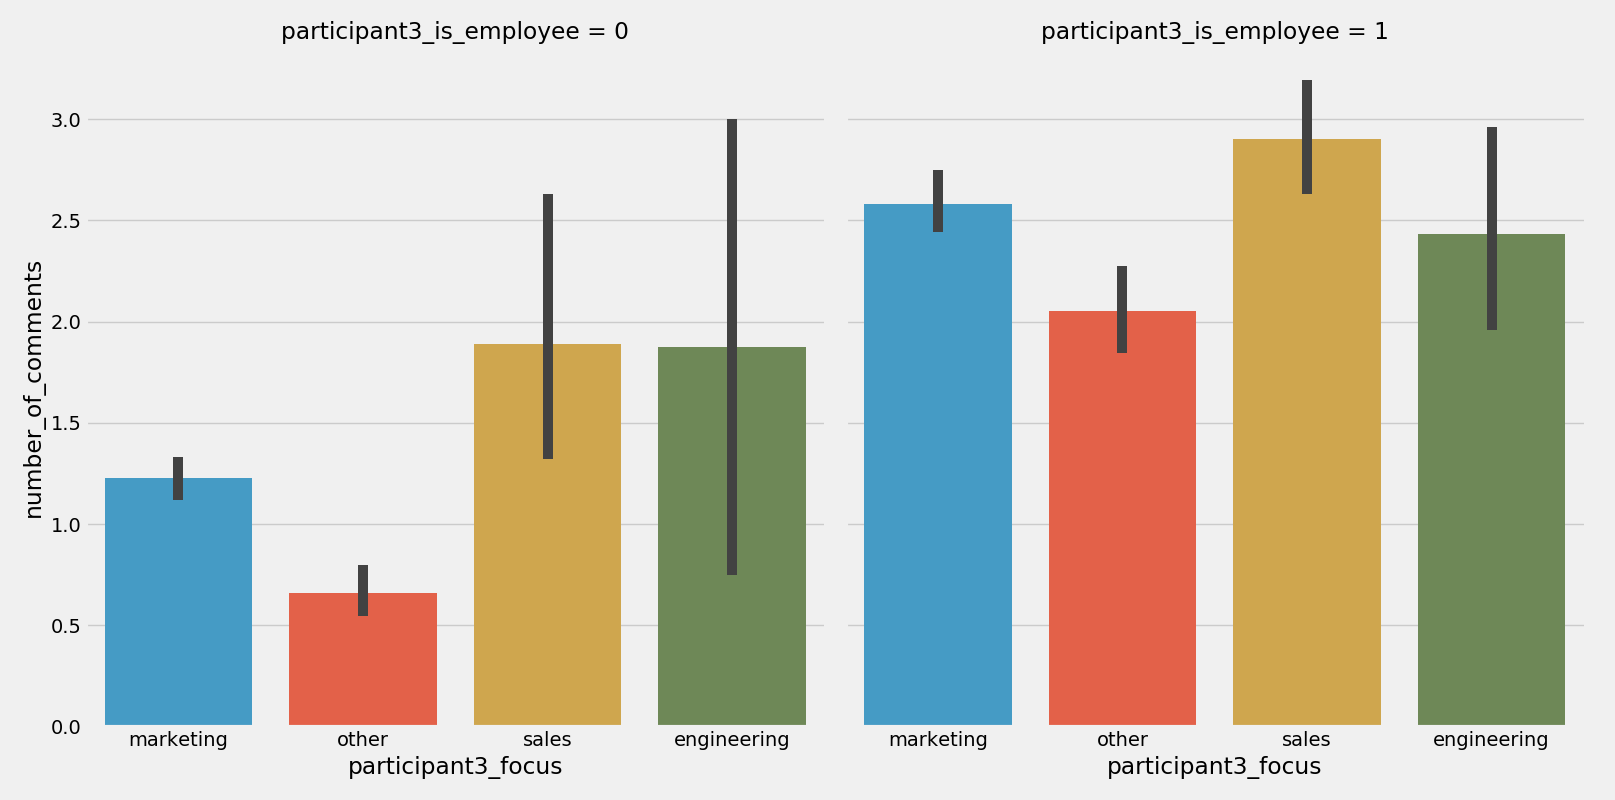 participant3_is_employee = 0
participant3_is_employee = 1
number_of_comments
3.0
2.5
2.0
1.5
1.0
0.5
0.0
marketing other sales engineering
marketing other sales engineering
participant3_focus
participant3_focus